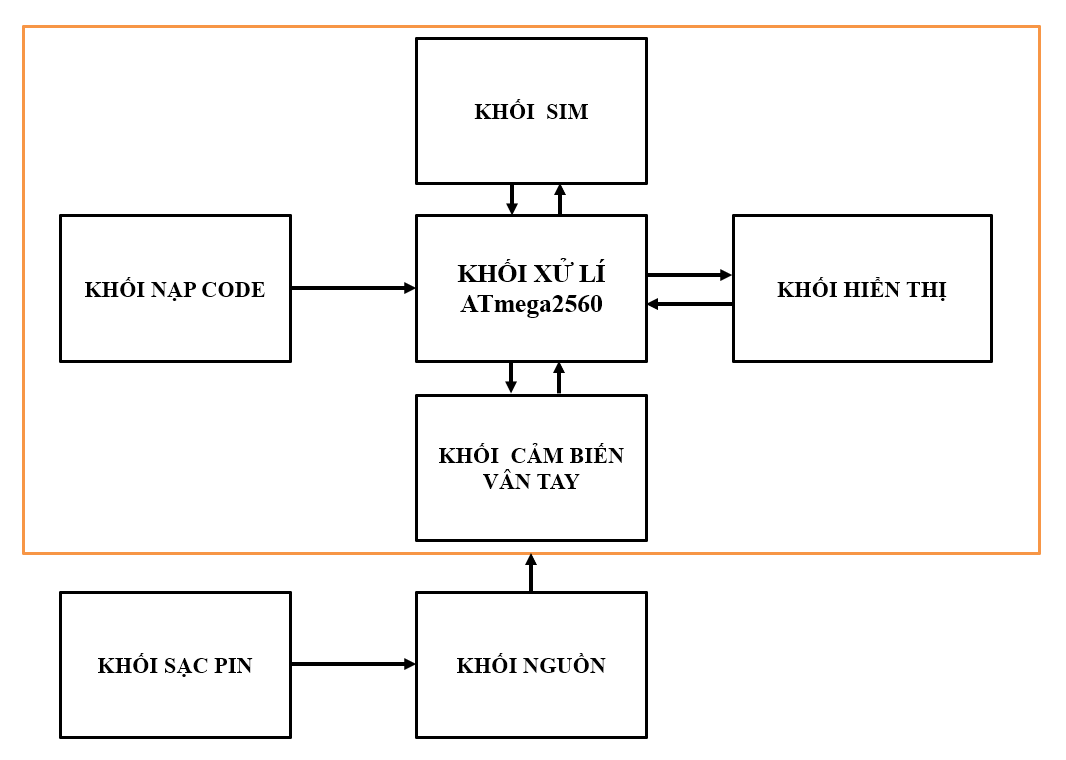 KHỐI SIM
KHỐI NẠP CODE
KHỐI XỬ LÍ
ATmega2560
KHỐI HIỂN THỊ
KHỐI CẢM BIẾN
VÂN TAY
KHỐI SẠC PIN
KHỐI NGUỒN